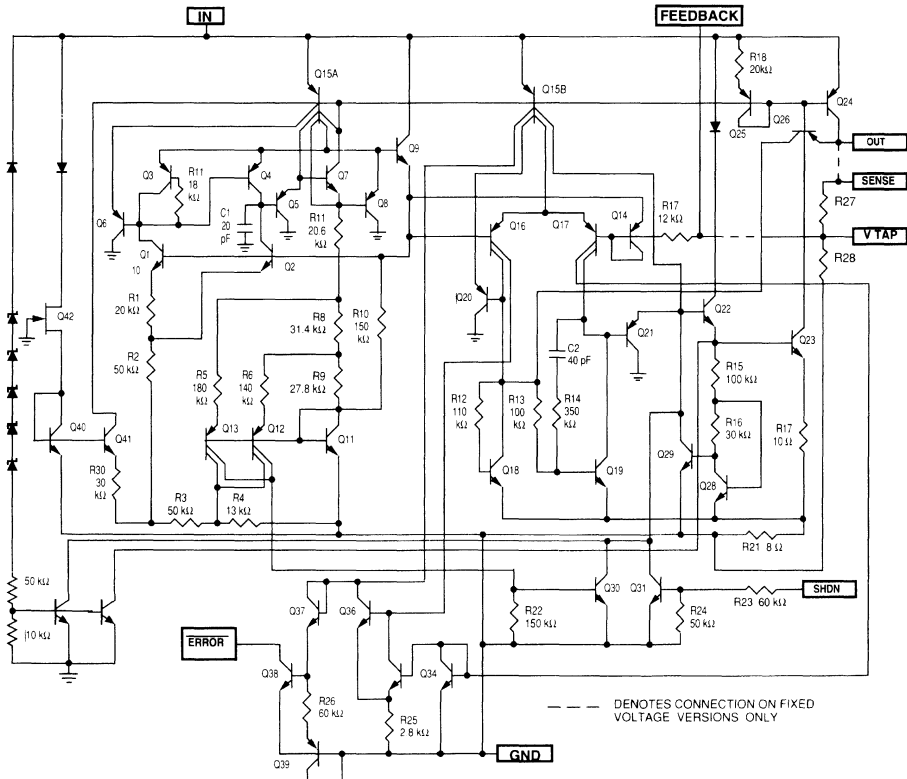 IN
FEEDBACK
R18
20kΩ
Q15A
Q15B
Q24
Q25
Q26
OUT
SENSE
R27
V TAP
R28
Q9
Q3
R11
18
kΩ
Q4
Q7
Q5
Q8
Q6
C1
20
pF
R11
20.6
kΩ
Q16
Q17
Q14
R17
12 kΩ
Q1
10
Q2
R1
20 kΩ
R10
150
kΩ
R8
31.4 kΩ
Q20
Q21
Q22
Q23
Q42
R2
50 kΩ
R5
180
kΩ
R6
140
kΩ
R9
27.8 kΩ
C2
40 pF
R15
100 kΩ
R12
110
kΩ
R13
100
kΩ
R14
350
kΩ
R16
30 kΩ
R17
10 Ω
Q40
Q41
Q13
Q12
Q11
Q18
Q19
Q29
Q28
R30
30
kΩ
R3
50 kΩ
R4
13 kΩ
R21 8 Ω
50 kΩ
j10 kΩ
Q37
Q36
R22
150 kΩ
Q30
Q31
R24
50 kΩ
R23 60 kΩ
SHDN
ERROR
Q38
Q34
R26
60 kΩ
R25
2.8 kΩ
Q39
GND
— — — DENOTES CONNECTION ON FIXED
VOLTAGE VERSIONS ONLY